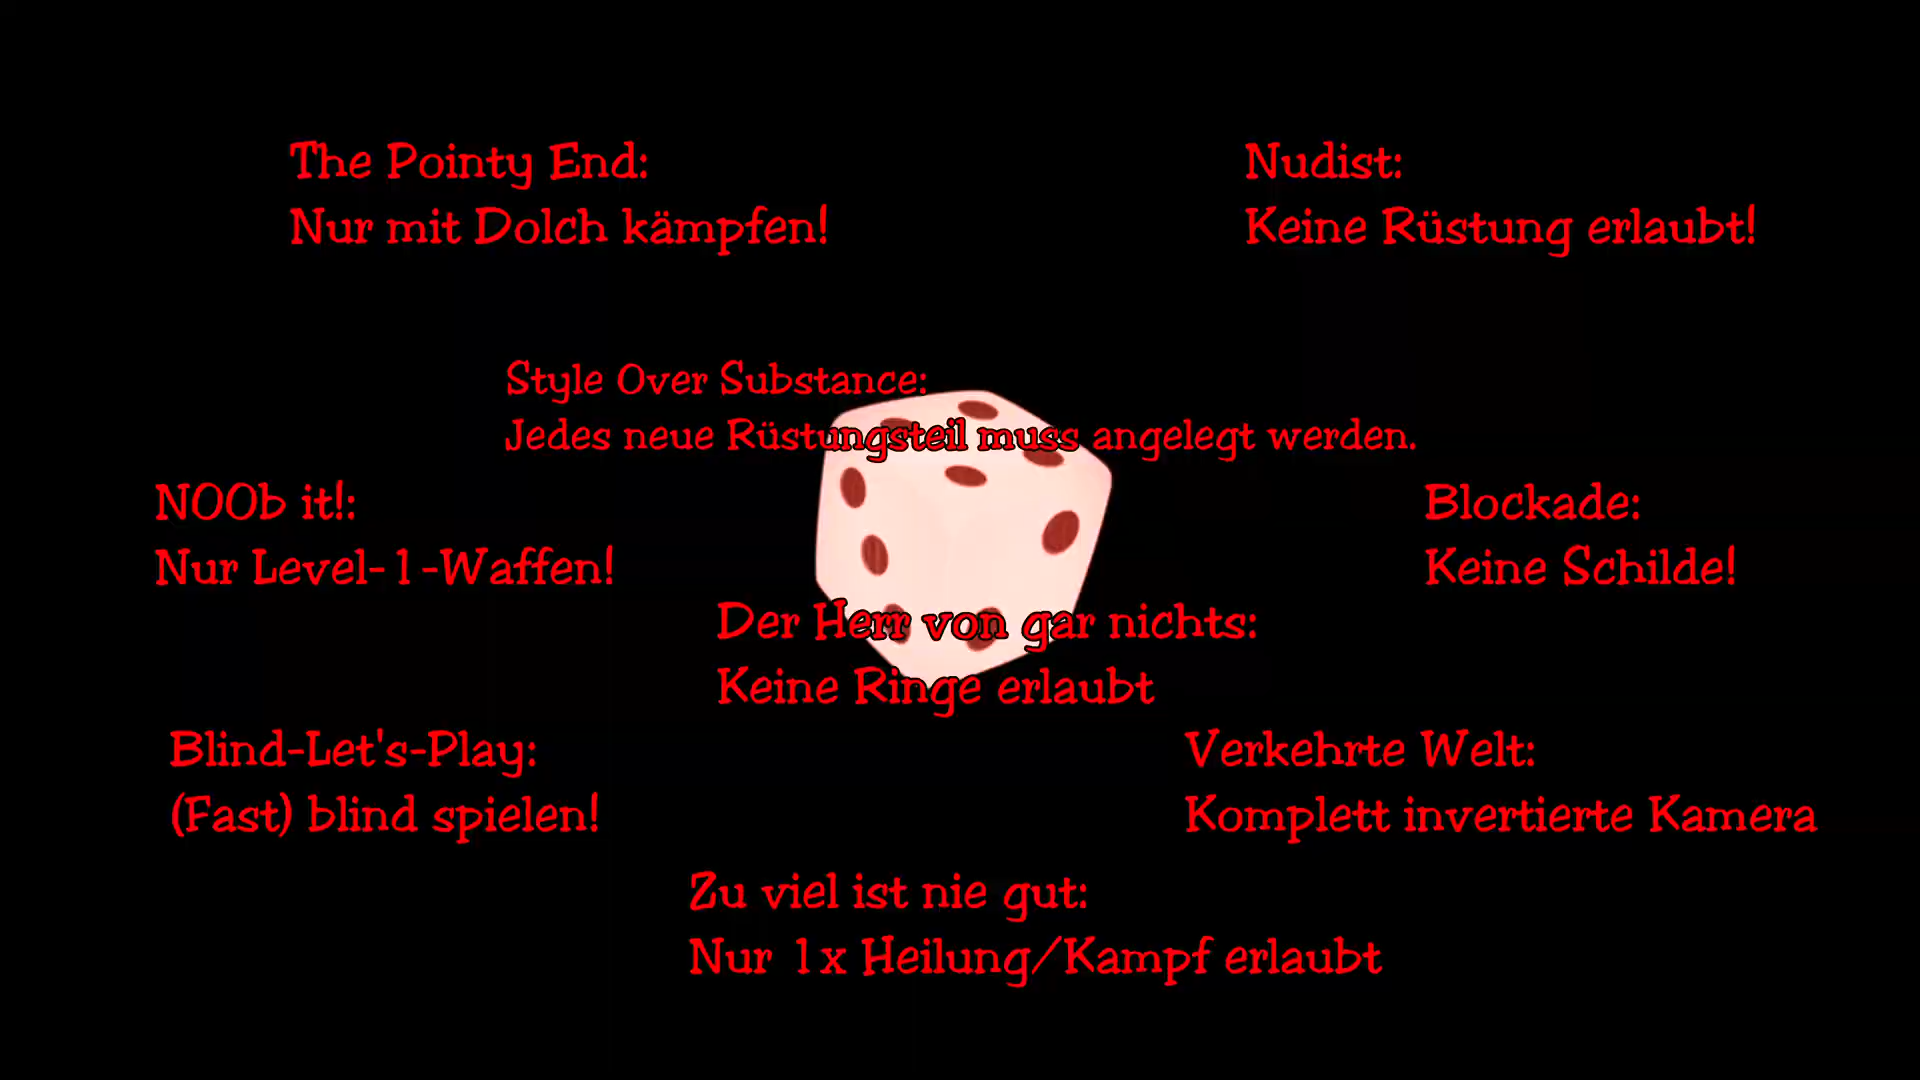 The Pointy End:
Nur mit Dolch kämpfen!
Nudist:
Keine Rüstung erlaubt!
Style Over Substance:
Jedes neue Rüstungsteil muss angelegt werden.
NOOb it!:
Nur Level-1-Waffen!
Blockade:
Keine Schilde!
Der Herr von gar nichts:
Keine Ringe erlaubt
Blind-Let's-Play:
(Fast) blind spielen!
Verkehrte Welt:
Komplett invertierte Kamera
Zu viel ist nie gut:
Nur 1x Heilung/Kampf erlaubt